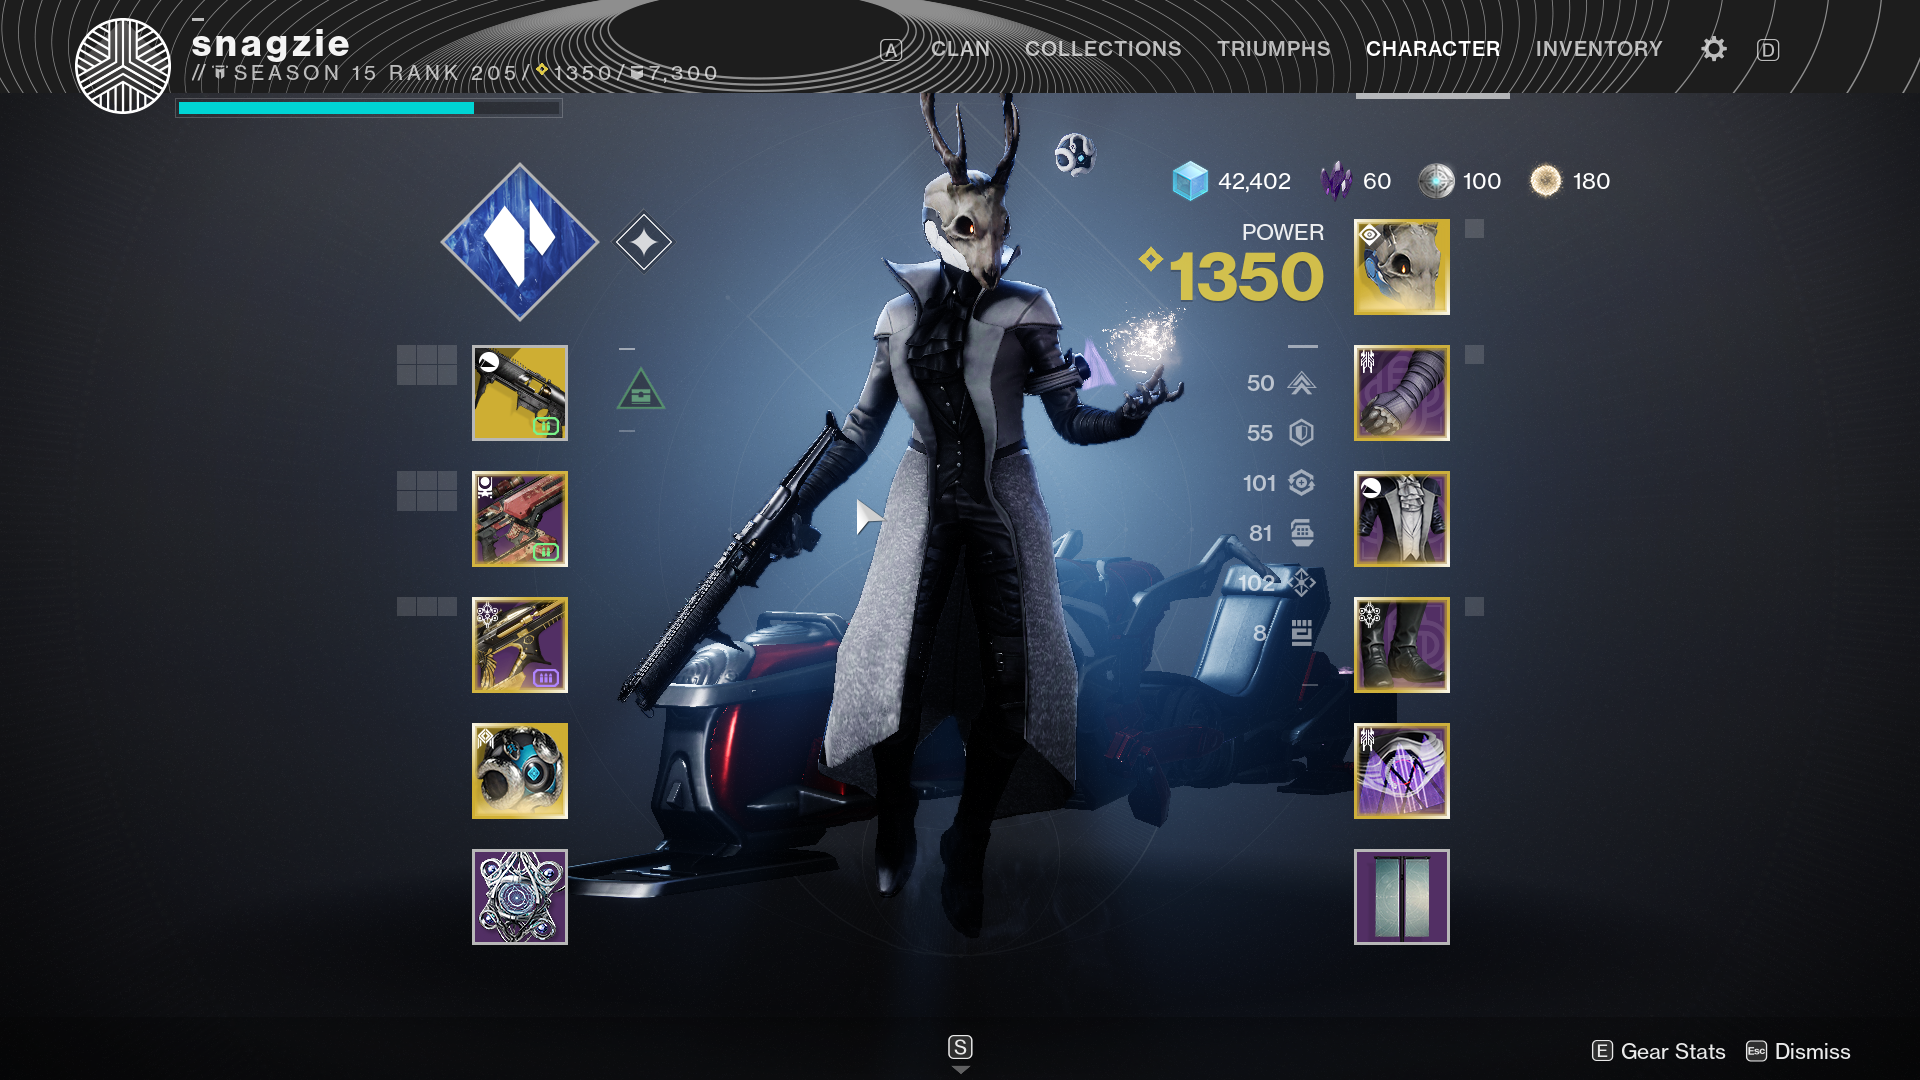 snagzie
// SEASON 15 RANK 205/1350/7,300
A CLAN COLLECTIONS TRIUMPHS CHARACTER INVENTORY D
42,402 60 100 180
POWER
1350
50
55
101
81
102
8
S
E Gear Stats Esc Dismiss